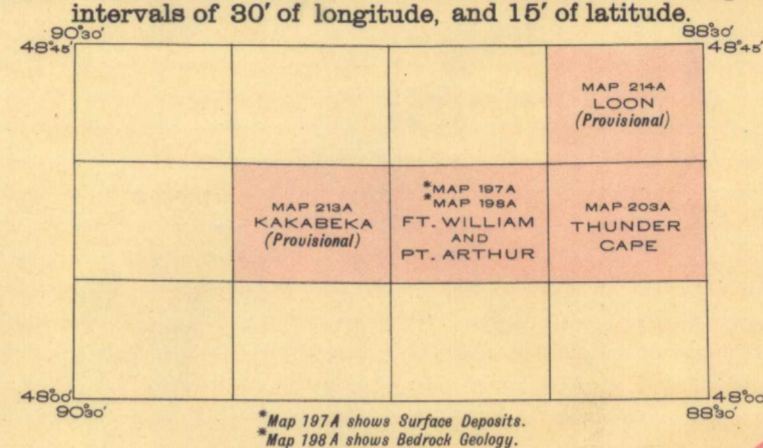 intervals of 30' of longitude, and 15' of latitude.
90°30' 88°30'
48°45' 48°45'
MAP 214A
LOON
(Provisional)
MAP 213A
KAKABEKA
(Provisional)
*MAP 197A
*MAP 198A
FT. WILLIAM
AND
PT. ARTHUR
MAP 203A
THUNDER
CAPE
48°00' 48°00'
90°30' 88°30'
*Map 197A shows Surface Deposits.
*Map 198A shows Bedrock Geology.